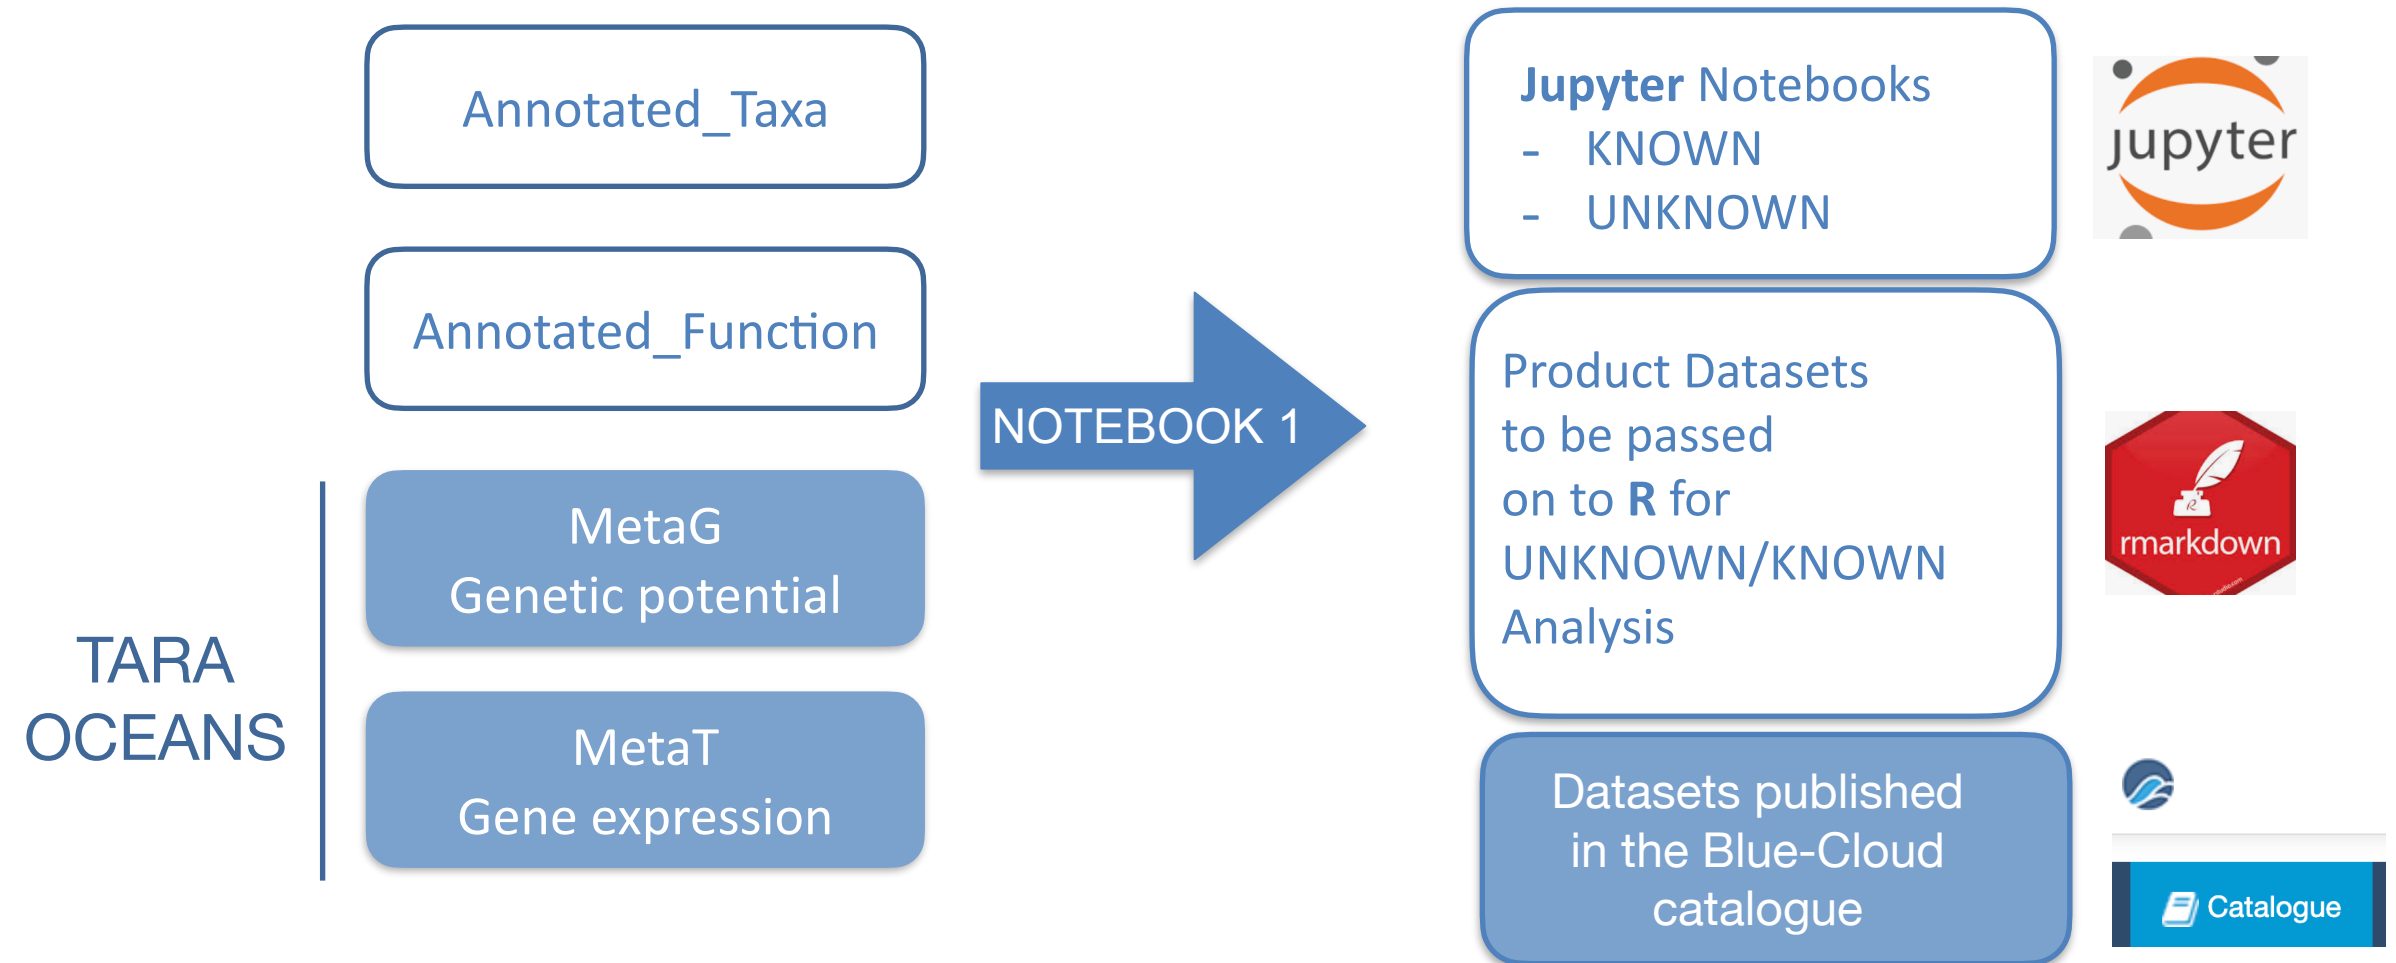 Annotated_Taxa
Annotated_Function
TARA
OCEANS
MetaG
Genetic potential
MetaT
Gene expression
NOTEBOOK 1
Jupyter Notebooks
- KNOWN
- UNKNOWN
Product Datasets
to be passed
on to R for
UNKNOWN/KNOWN
Analysis
Datasets published
in the Blue-Cloud
catalogue
jupyter
R
rmarkdown
Catalogue